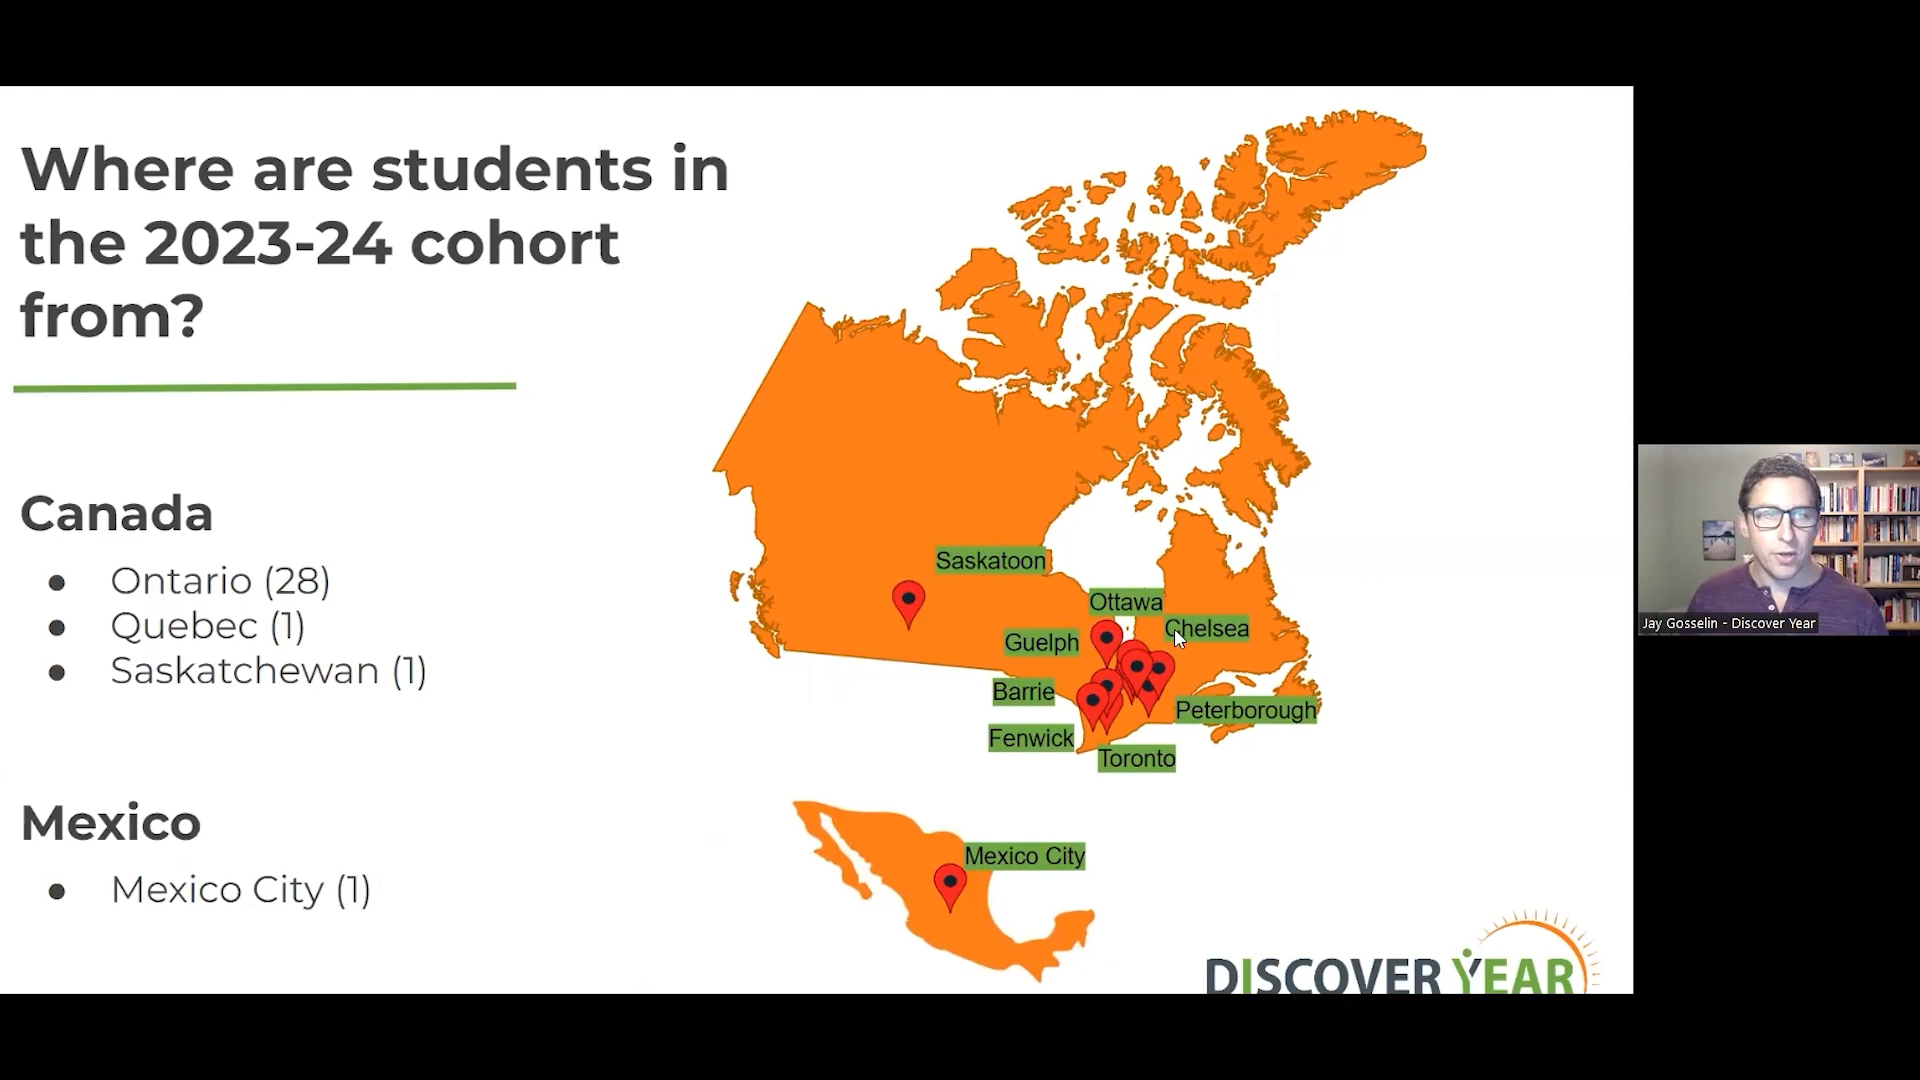 Where are students in
the 2023-24 cohort
from?
Canada
● Ontario (28)
● Quebec (1)
● Saskatchewan (1)
Mexico
● Mexico City (1)
Saskatoon
Ottawa
Chelsea
Guelph
Barrie
Peterborough
Fenwick
Toronto
Mexico City
DISCOVER YEAR
Jay Gosselin - Discover Year